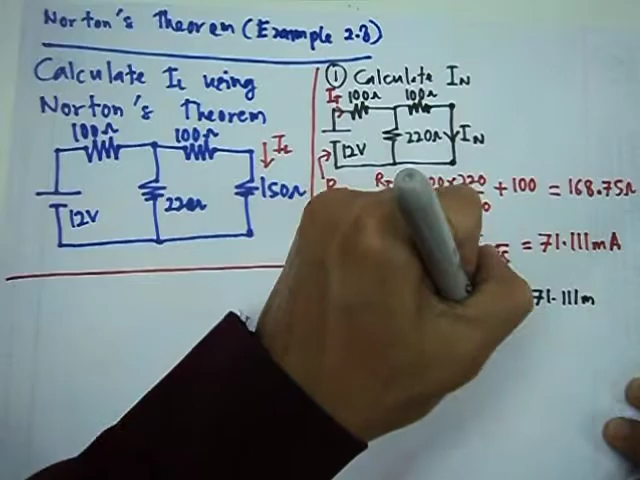 Norton's Theorem (Example 2.8)
Calculate IL using
Norton's Theorem
100Ω 100Ω
IL
12V 220Ω 150Ω
① Calculate IN
IT 100Ω 100Ω
12V 220Ω IN
RT + 100 = 168.75Ω
= 71.111mA
71.111m